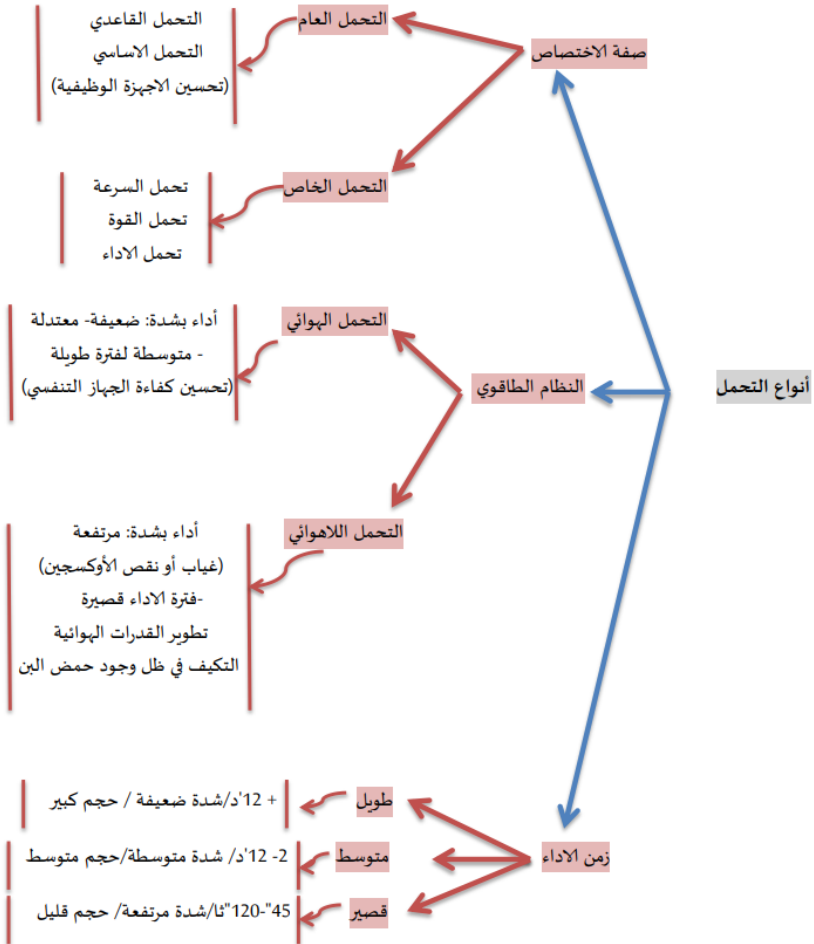 أنواع التحمل
صفة الاختصاص
التحمل العام
التحمل القاعدي
التحمل الاساسي
(تحسين الاجهزة الوظيفية)
التحمل الخاص
تحمل السرعة
تحمل القوة
تحمل الاداء
النظام الطاقوي
التحمل الهوائي
أداء بشدة: ضعيفة- معتدلة
- متوسطة لفترة طويلة
(تحسين كفاءة الجهاز التنفسي)
التحمل اللاهوائي
أداء بشدة: مرتفعة
(غياب أو نقص الأوكسجين)
-فترة الاداء قصيرة
تطوير القدرات الهوائية
التكيف في ظل وجود حمض البن
زمن الاداء
طويل
+ 12'د/شدة ضعيفة / حجم كبير
متوسط
2- 12'د/ شدة متوسطة/حجم متوسط
قصير
45"-120"ثا/شدة مرتفعة/ حجم قليل